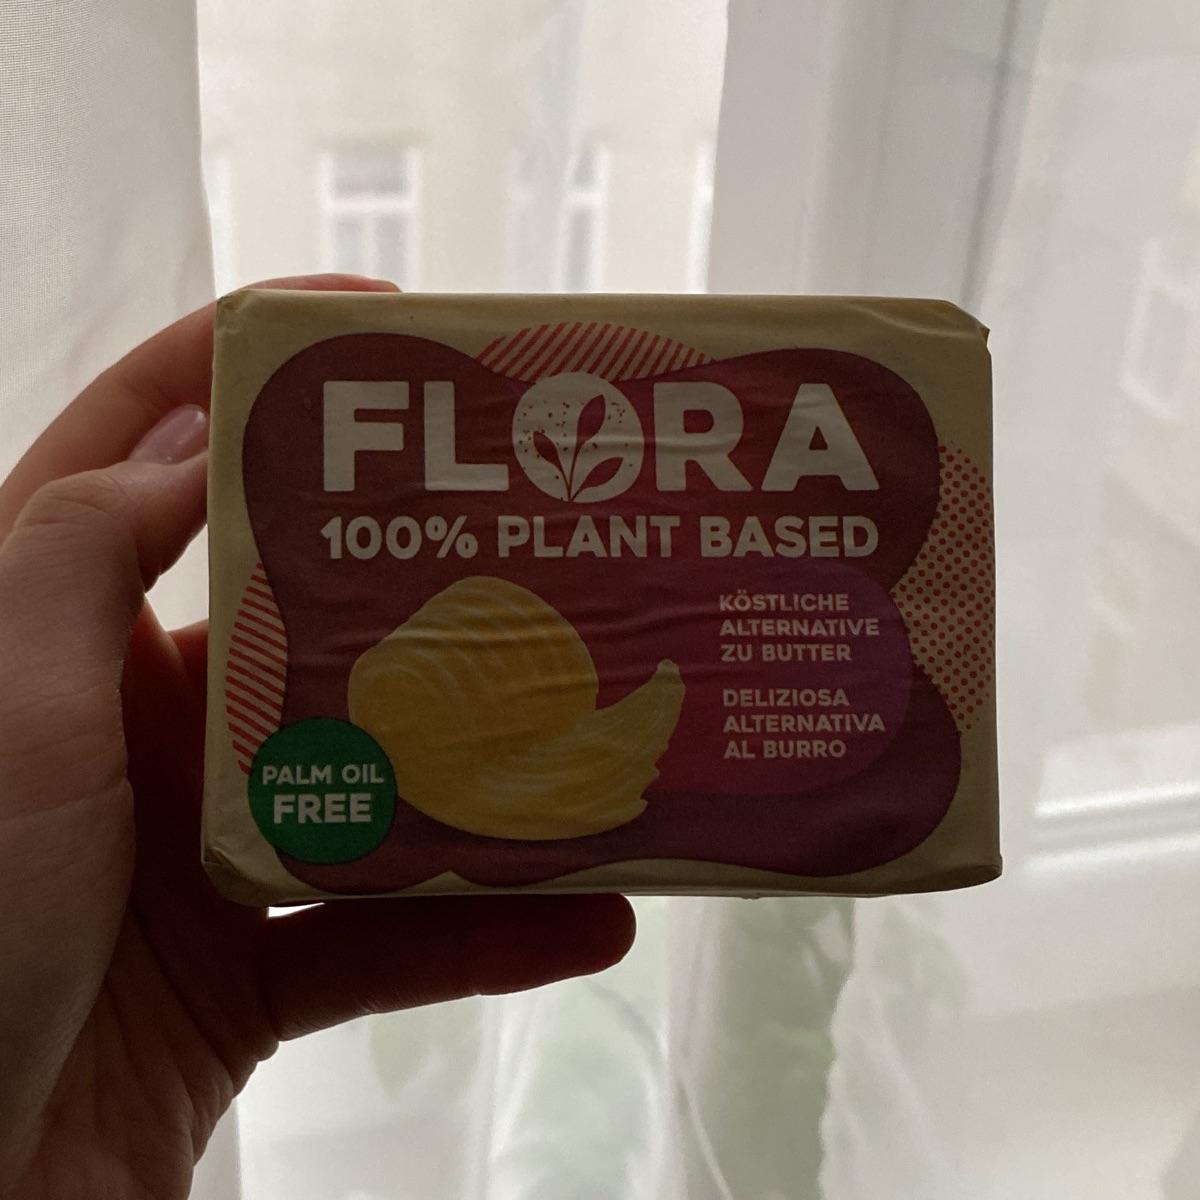 FLORA
100% PLANT BASED
KÖSTLICHE
ALTERNATIVE
ZU BUTTER
DELIZIOSA
ALTERNATIVA
AL BURRO
PALM OIL
FREE